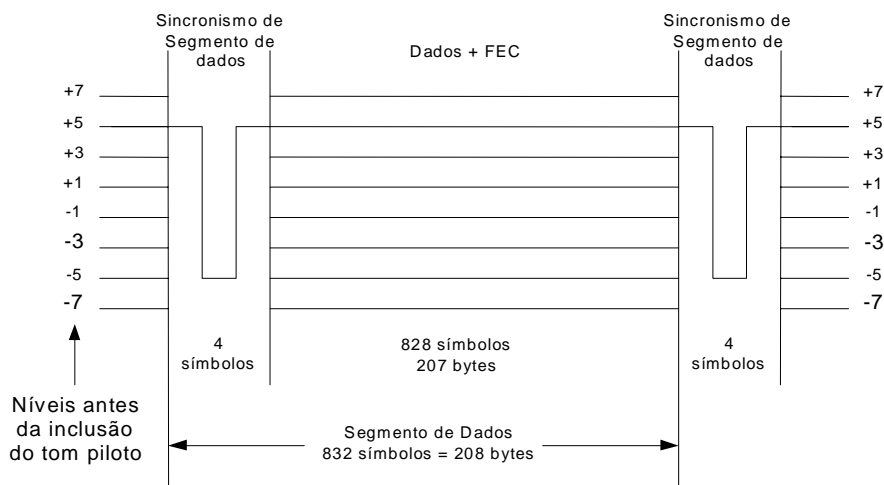 Sincronismo de
Segmento de
dados
Dados + FEC
Sincronismo de
Segmento de
dados
+7
+5
+3
+1
-1
-3
-5
-7
+7
+5
+3
+1
-1
-3
-5
-7
4
símbolos
828 símbolos
207 bytes
4
símbolos
Níveis antes
da inclusão
do tom piloto
Segmento de Dados
832 símbolos = 208 bytes